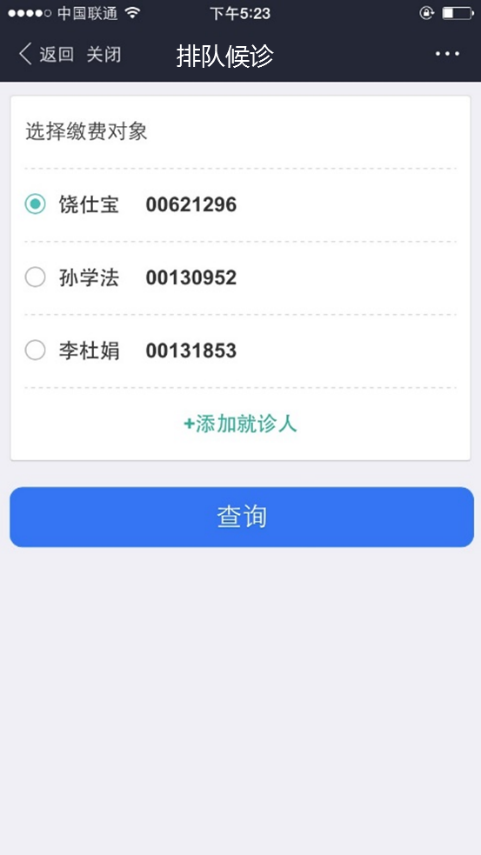 中国联通 下午5:23
返回 关闭 排队候诊
选择缴费对象
饶仕宝 00621296
孙学法 00130952
李杜娟 00131853
+添加就诊人
查询